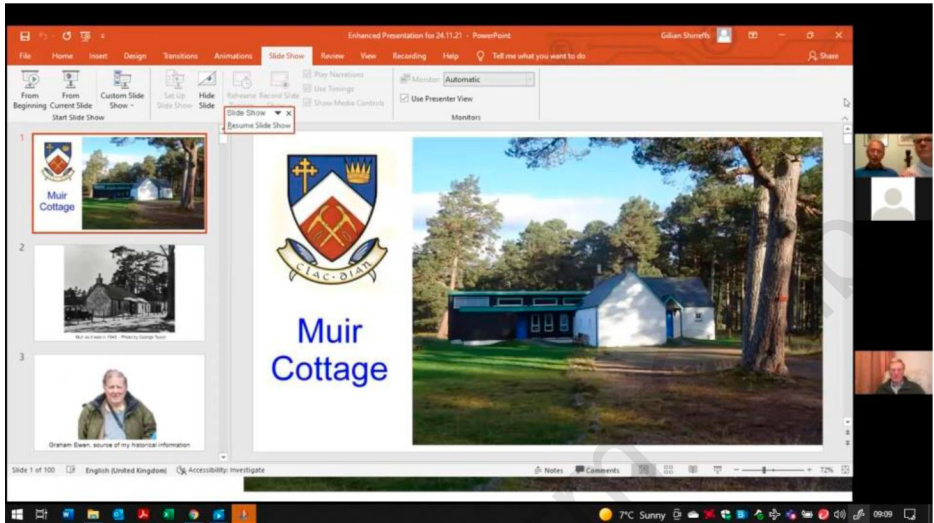 Enhanced Presentation for 24.11.21 - PowerPoint
Gillian Shirreffs
File Home Insert Design Transitions Animations Slide Show Review View Recording Help Tell me what you want to do
Share
From Beginning
From Current Slide
Custom Slide Show
Set Up Slide Show
Hide Slide
Rehearse
Record Slide
Play Narrations
Use Timings
Show Media Controls
Monitor: Automatic
Use Presenter View
Start Slide Show
Monitors
Slide Show
Resume Slide Show
1
Muir
Cottage
2
3
Graham Ewen, source of my historical information
CLAC·DIAN
Muir
Cottage
Slide 1 of 100 English (United Kingdom) Accessibility: Investigate
Notes Comments 72%
7°C Sunny 09:09